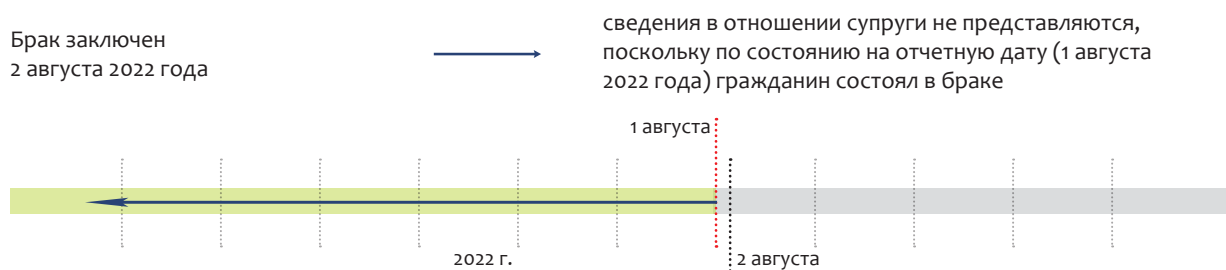 Брак заключен
2 августа 2022 года
сведения в отношении супруги не представляются,
поскольку по состоянию на отчетную дату (1 августа
2022 года) гражданин состоял в браке
1 августа
2022 г.
2 августа